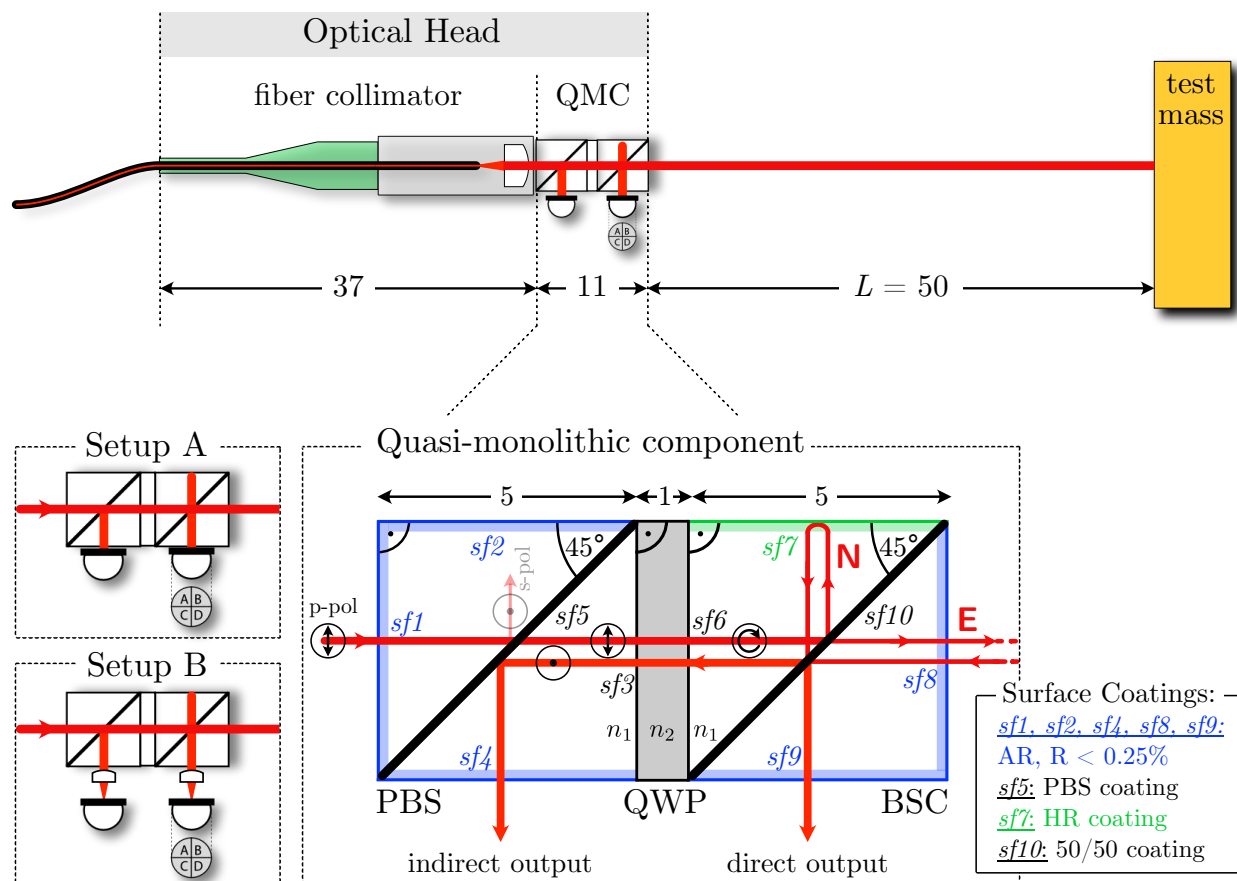 Optical Head
fiber collimator
QMC
test
mass
A B
C D
37
11
L = 50
Setup A
A B
C D
Setup B
A B
C D
Quasi-monolithic component
5
1
5
sf2
45°
s-pol
sf7
45°
N
p-pol
sf1
sf5
sf6
sf10
E
sf3
sf8
n1
n2
n1
sf4
sf9
PBS
QWP
BSC
indirect output
direct output
Surface Coatings:
sf1, sf2, sf4, sf8, sf9:
AR, R < 0.25%
sf5: PBS coating
sf7: HR coating
sf10: 50/50 coating